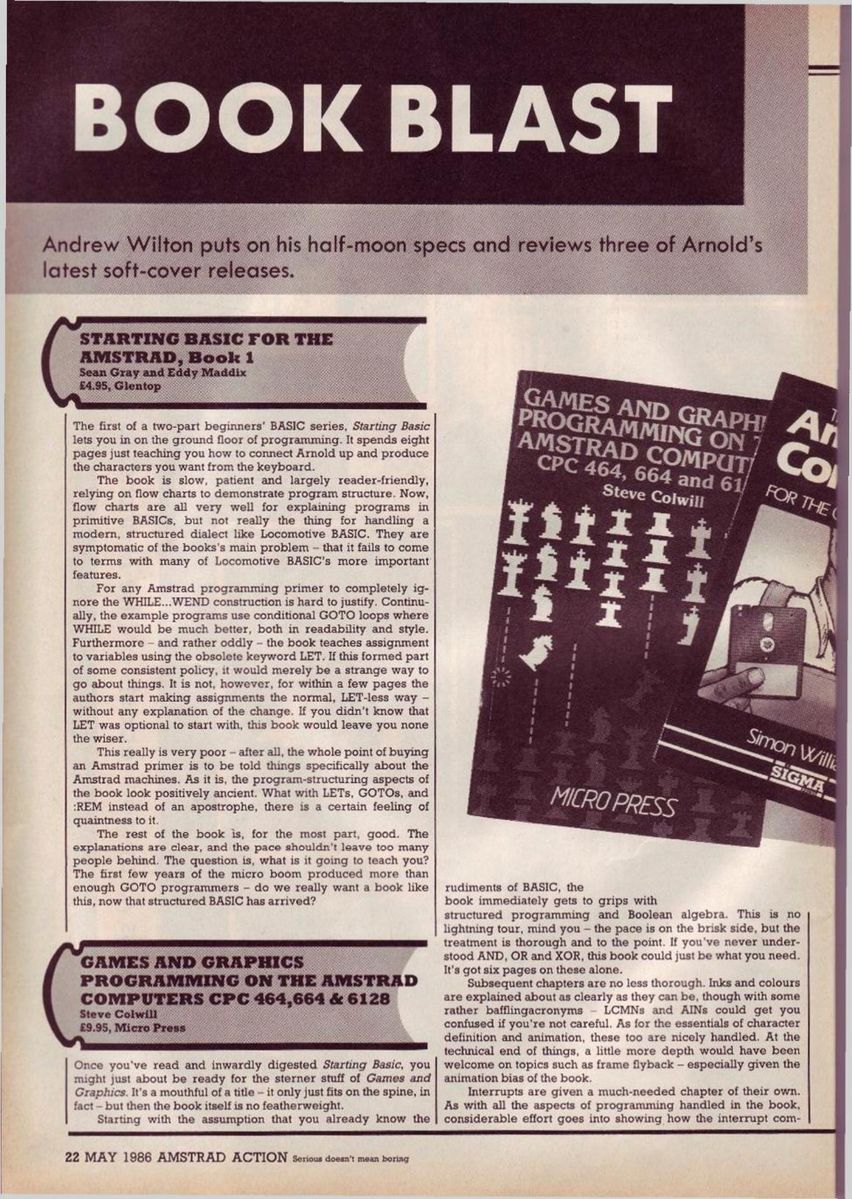 BOOK BLAST
Andrew Wilton puts on his half-moon specs and reviews three of Arnold's
latest soft-cover releases.
STARTING BASIC FOR THE
AMSTRAD, Book 1
Sean Gray and Eddy Maddix
£4.95, Glentop
The first of a two-part beginners' BASIC series, Starting Basic
lets you in on the ground floor of programming. It spends eight
pages just teaching you how to connect Arnold up and produce
the characters you want from the keyboard.
The book is slow, patient and largely reader-friendly,
relying on flow charts to demonstrate program structure. Now,
flow charts are all very well for explaining programs in
primitive BASICs, but not really the thing for handling a
modern, structured dialect like Locomotive BASIC. They are
symptomatic of the books's main problem – that it fails to come
to terms with many of Locomotive BASIC's more important
features.
For any Amstrad programming primer to completely ig-
nore the WHILE...WEND construction is hard to justify. Continu-
ally, the example programs use conditional GOTO loops where
WHILE would be much better, both in readability and style.
Furthermore – and rather oddly – the book teaches assignment
to variables using the obsolete keyword LET. If this formed part
of some consistent policy, it would merely be a strange way to
go about things. It is not, however, for within a few pages the
authors start making assignments the normal, LET-less way –
without any explanation of the change. If you didn't know that
LET was optional to start with, this book would leave you none
the wiser.
This really is very poor – after all, the whole point of buying
an Amstrad primer is to be told things specifically about the
Amstrad machines. As it is, the program-structuring aspects of
the book look positively ancient. What with LETs, GOTOs, and
:REM instead of an apostrophe, there is a certain feeling of
quaintness to it.
The rest of the book is, for the most part, good. The
explanations are clear, and the pace shouldn't leave too many
people behind. The question is, what is it going to teach you?
The first few years of the micro boom produced more than
enough GOTO programmers – do we really want a book like
this, now that structured BASIC has arrived?
GAMES AND GRAPHICS
PROGRAMMING ON THE AMSTRAD
COMPUTERS CPC 464,664 & 6128
Steve Colwill
£9.95, Micro Press
Once you've read and inwardly digested Starting Basic, you
might just about be ready for the sterner stuff of Games and
Graphics. It's a mouthful of a title – it only just fits on the spine, in
fact – but then the book itself is no featherweight.
Starting with the assumption that you already know the
GAMES AND GRAPHI
PROGRAMMING ON T
AMSTRAD COMPUT
CPC 464, 664 and 61
Steve Colwill
MICRO PRESS
Am
Co
FOR THE
Simon Willi
SIGMA
rudiments of BASIC, the
book immediately gets to grips with
structured programming and Boolean algebra. This is no
lightning tour, mind you – the pace is on the brisk side, but the
treatment is thorough and to the point. If you've never under-
stood AND, OR and XOR, this book could just be what you need.
It's got six pages on these alone.
Subsequent chapters are no less thorough. Inks and colours
are explained about as clearly as they can be, though with some
rather bafflingacronyms – LCMNs and AINs could get you
confused if you're not careful. As for the essentials of character
definition and animation, these too are nicely handled. At the
technical end of things, a little more depth would have been
welcome on topics such as frame flyback – especially given the
animation bias of the book.
Interrupts are given a much-needed chapter of their own.
As with all the aspects of programming handled in the book,
considerable effort goes into showing how the interrupt com-
22 MAY 1986 AMSTRAD ACTION Serious doesn't mean boring